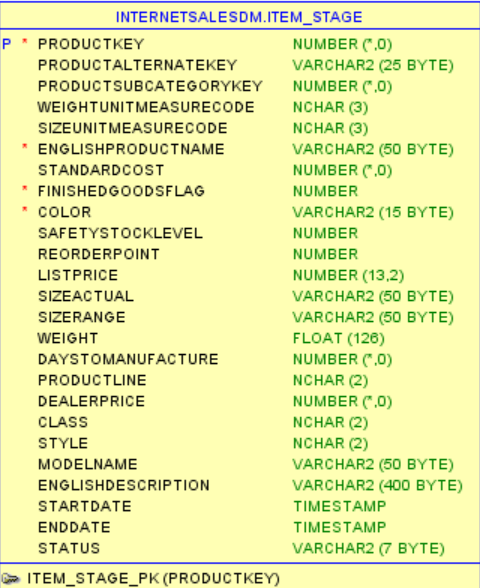 INTERNETSALESDM.ITEM_STAGE
P * PRODUCTKEY NUMBER (*,0)
PRODUCTALTERNATEKEY VARCHAR2 (25 BYTE)
PRODUCTSUBCATEGORYKEY NUMBER (*,0)
WEIGHTUNITMEASURECODE NCHAR (3)
SIZEUNITMEASURECODE NCHAR (3)
* ENGLISHPRODUCTNAME VARCHAR2 (50 BYTE)
STANDARDCOST NUMBER (*,0)
* FINISHEDGOODSFLAG NUMBER
* COLOR VARCHAR2 (15 BYTE)
SAFETYSTOCKLEVEL NUMBER
REORDERPOINT NUMBER
LISTPRICE NUMBER (13,2)
SIZEACTUAL VARCHAR2 (50 BYTE)
SIZERANGE VARCHAR2 (50 BYTE)
WEIGHT FLOAT (126)
DAYSTOMANUFACTURE NUMBER (*,0)
PRODUCTLINE NCHAR (2)
DEALERPRICE NUMBER (*,0)
CLASS NCHAR (2)
STYLE NCHAR (2)
MODELNAME VARCHAR2 (50 BYTE)
ENGLISHDESCRIPTION VARCHAR2 (400 BYTE)
STARTDATE TIMESTAMP
ENDDATE TIMESTAMP
STATUS VARCHAR2 (7 BYTE)
ITEM_STAGE_PK (PRODUCTKEY)